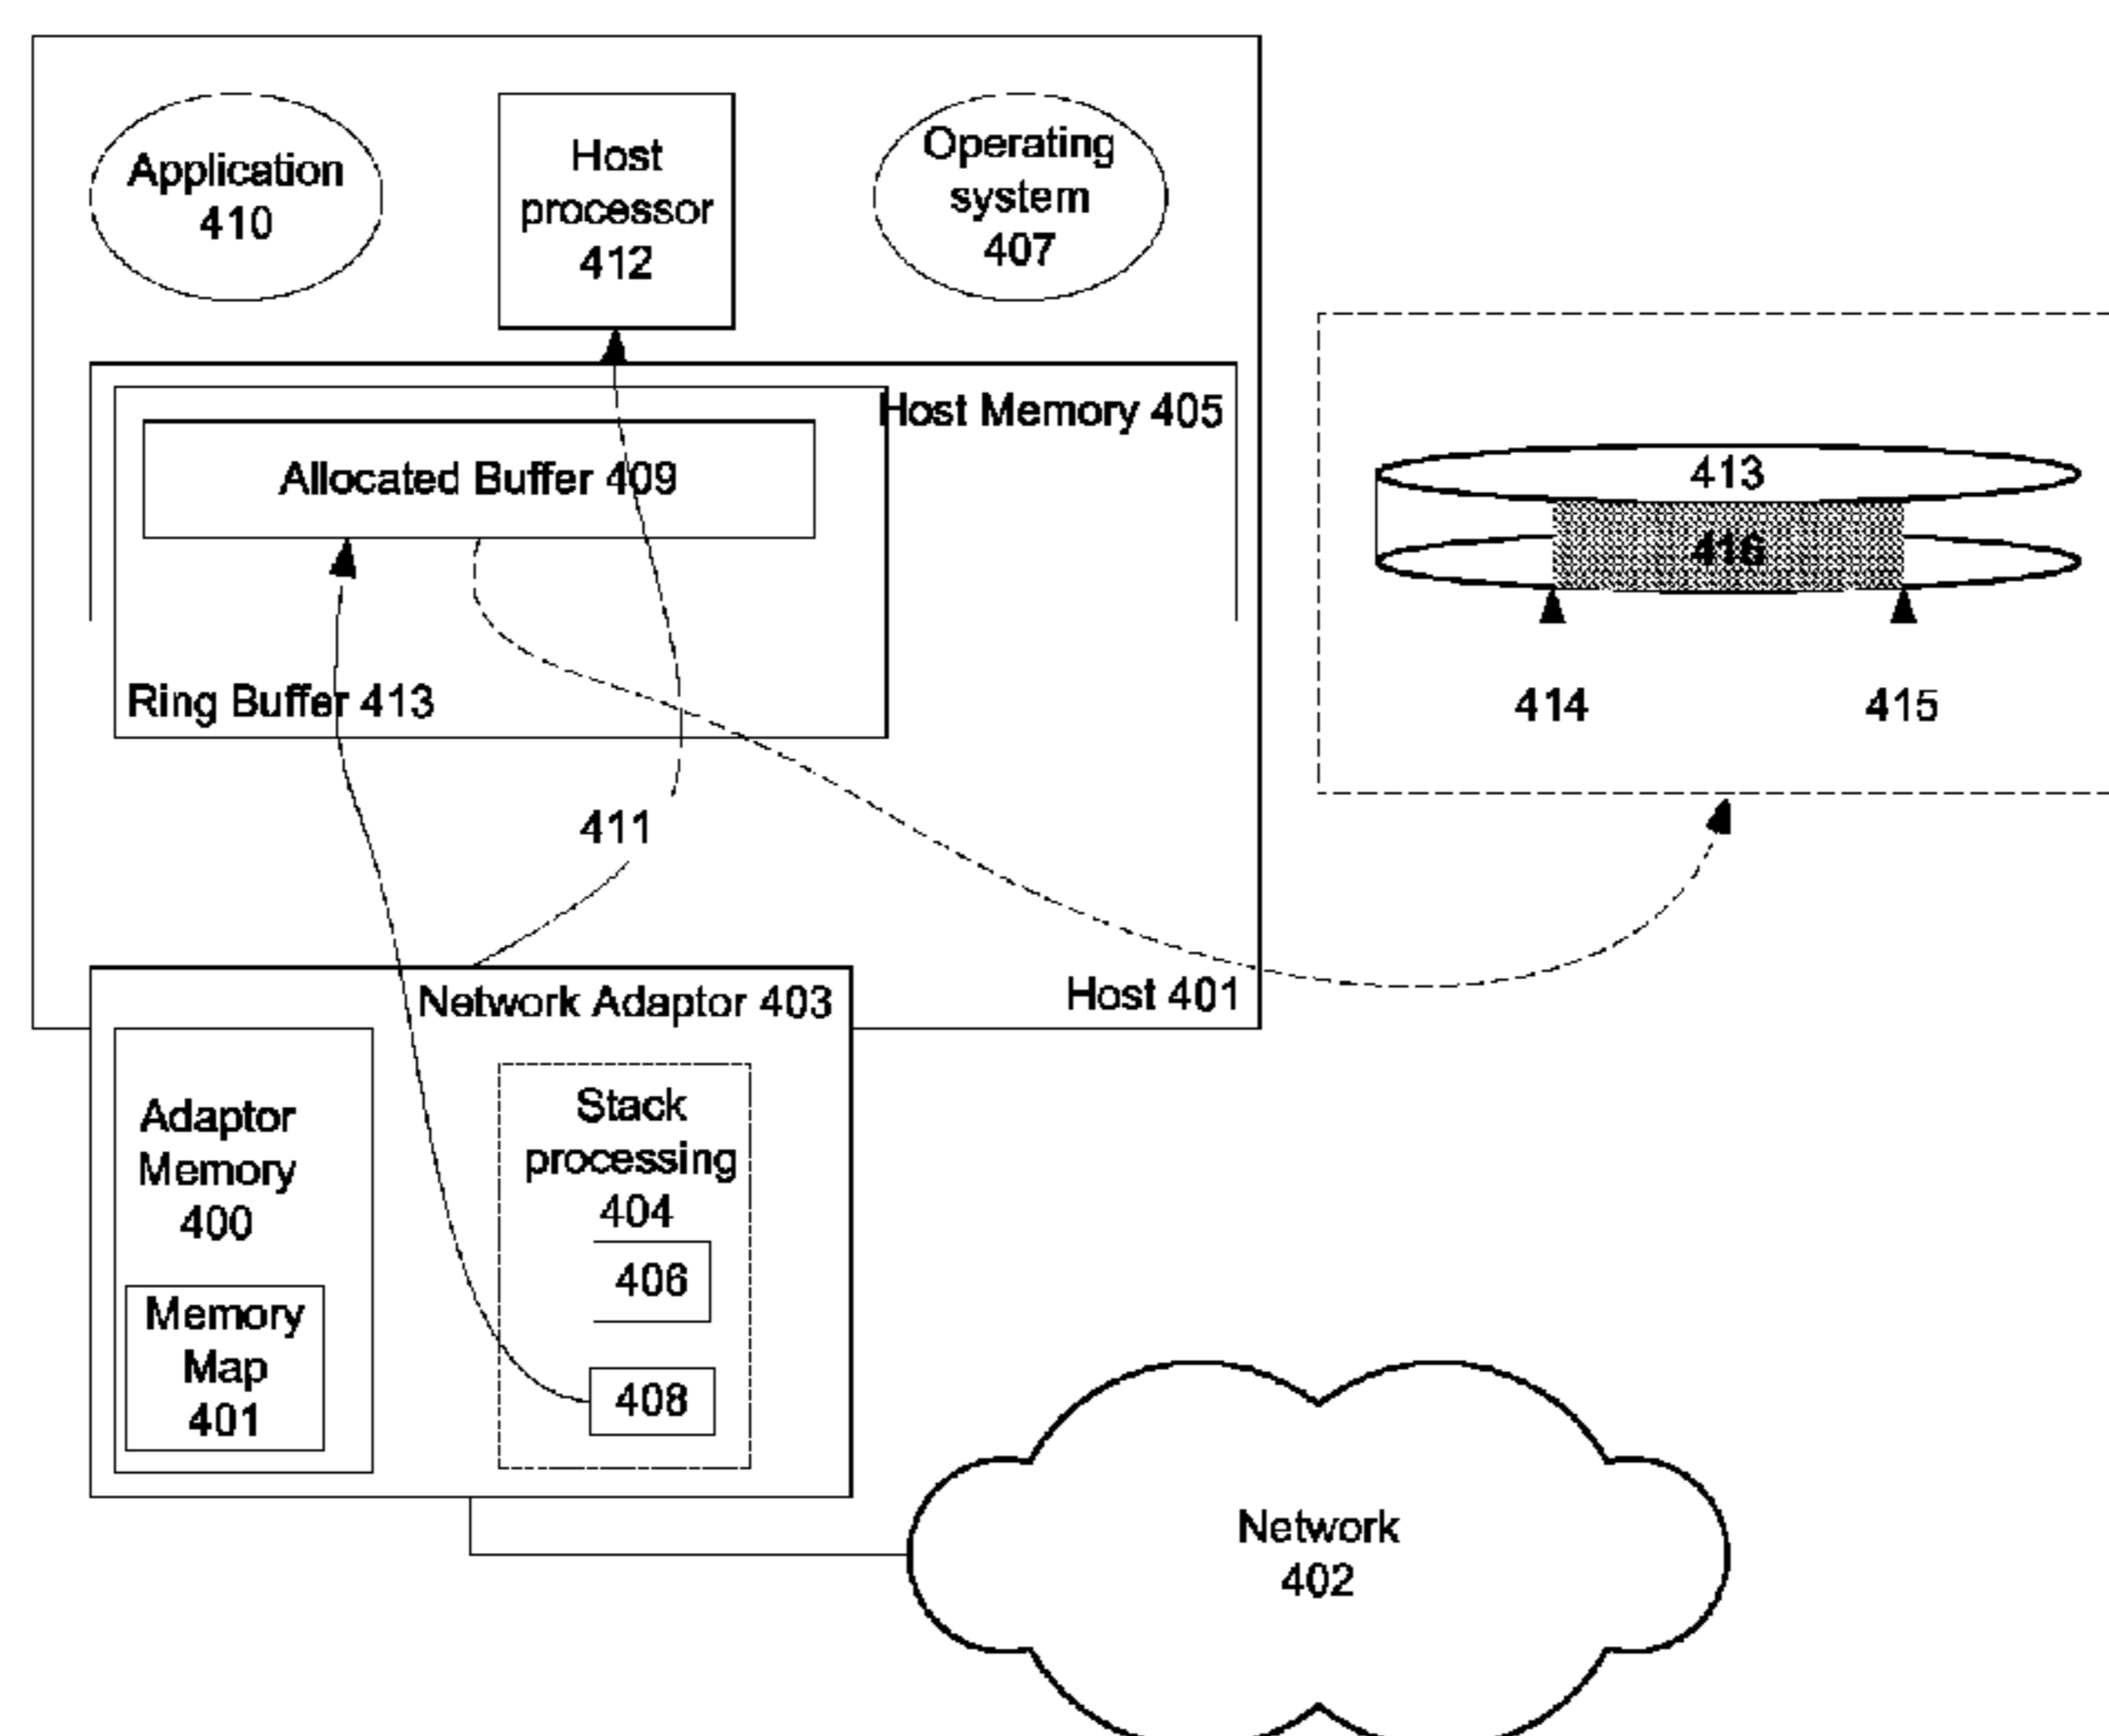 Application
410
Host
processor
412
Operating
system
407
Host Memory 405
Allocated Buffer 409
Ring Buffer 413
413
416
414
415
411
Host 401
Network Adaptor 403
Adaptor
Memory
400
Memory
Map
401
Stack
processing
404
406
408
Network
402